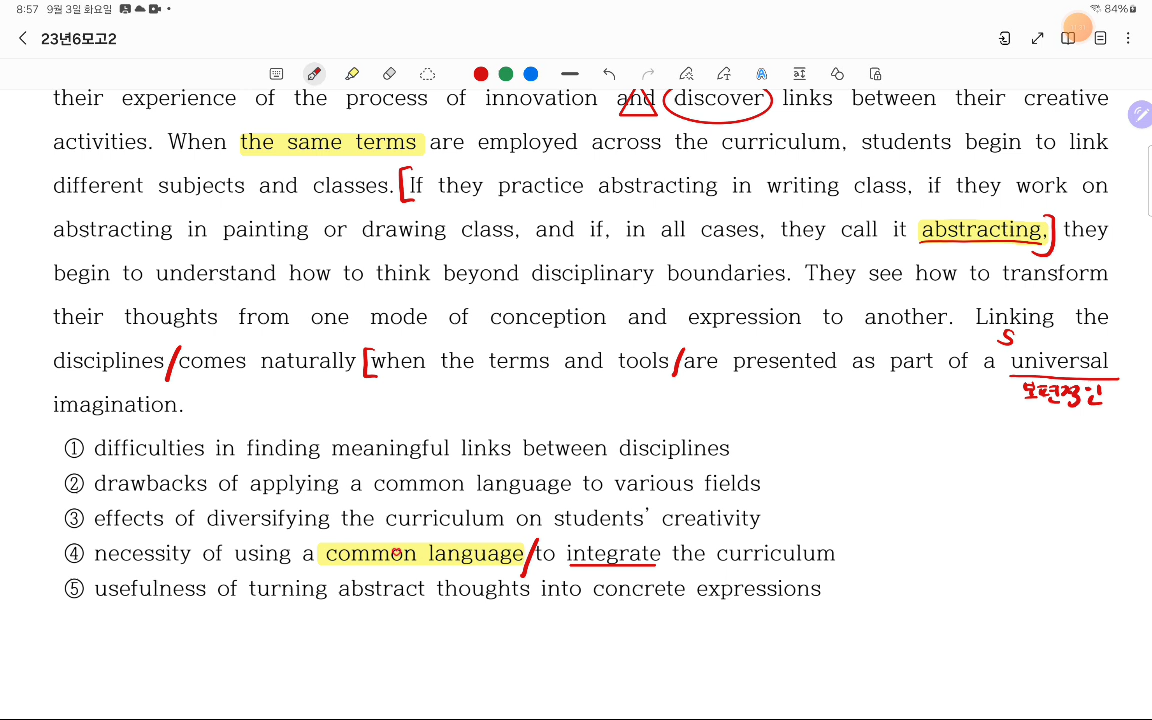 8:57 9월 3일 화요일
84%
23년6모고2
their experience of the process of innovation and discover links between their creative
activities. When the same terms are employed across the curriculum, students begin to link
different subjects and classes. If they practice abstracting in writing class, if they work on
abstracting in painting or drawing class, and if, in all cases, they call it abstracting, they
begin to understand how to think beyond disciplinary boundaries. They see how to transform
their thoughts from one mode of conception and expression to another. Linking the
S
disciplines comes naturally when the terms and tools are presented as part of a universal
보편적인
imagination.
① difficulties in finding meaningful links between disciplines
② drawbacks of applying a common language to various fields
③ effects of diversifying the curriculum on students' creativity
④ necessity of using a common language to integrate the curriculum
⑤ usefulness of turning abstract thoughts into concrete expressions